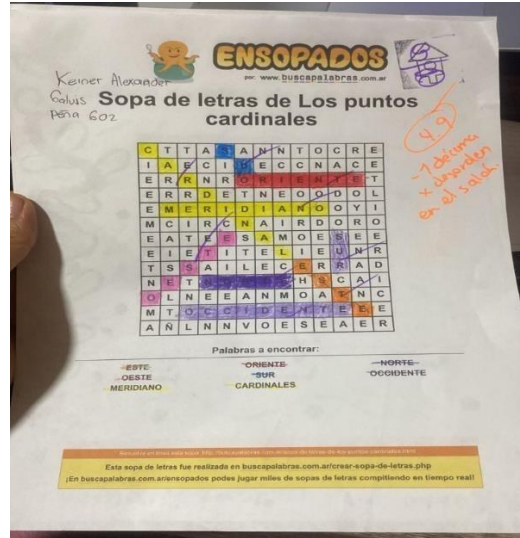 ENSOPADOS
por: www.buscapalabras.com.ar
Keiner Alexander
Galvis
Peña 602
Sopa de letras de Los puntos
cardinales
4.9
-1 décima
x desorden
en el salón.
C T T A S A N N T O C R E
I A E C I R E C C N A C E
E R R N R O R I E N T E T
E R R D E T N E O D D O L
E M E R I D I A N O O Y I
M C I R C N A I R D O R O
E A T E E S A M O E S E E
E I E T I T E L I E U N R
T S S A I L E C E R R A D
N E T H S C A I
O L N E E A N M O A T N C
M T O C C I D E N T E E E
A Ñ L N N V O E S E A E R
Palabras a encontrar:
ESTE ORIENTE NORTE
OESTE SUR OCCIDENTE
MERIDIANO CARDINALES
Esta sopa de letras fue realizada en buscapalabras.com.ar/crear-sopa-de-letras.php
¡En buscapalabras.com.ar/ensopados podes jugar miles de sopas de letras compitiendo en tiempo real!